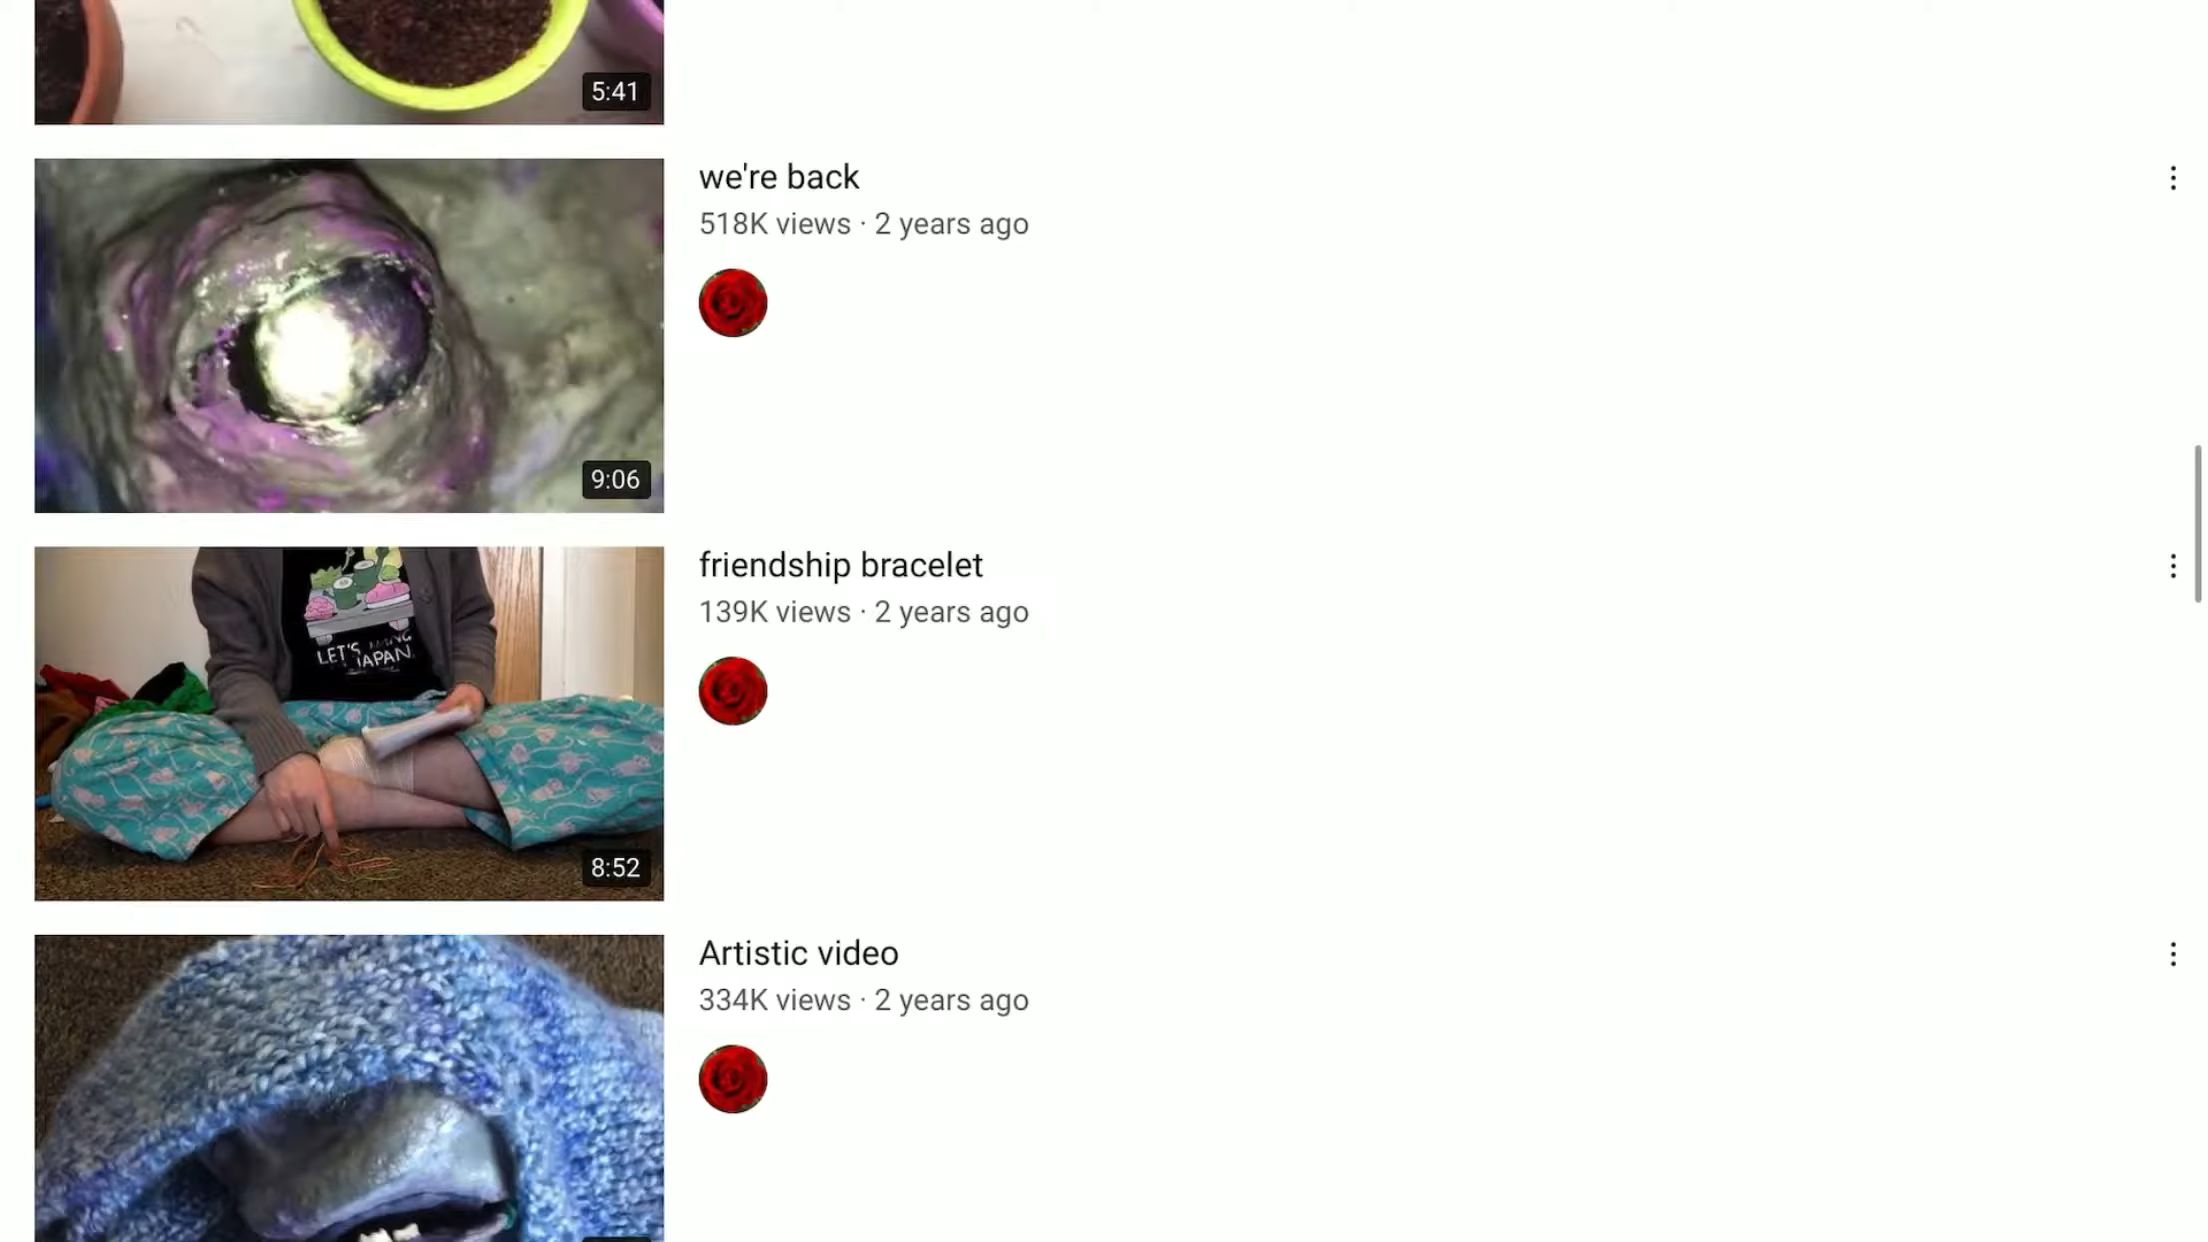 5:41
we're back
518K views · 2 years ago
9:06
friendship bracelet
139K views · 2 years ago
LET'S
JAPAN
8:52
Artistic video
334K views · 2 years ago